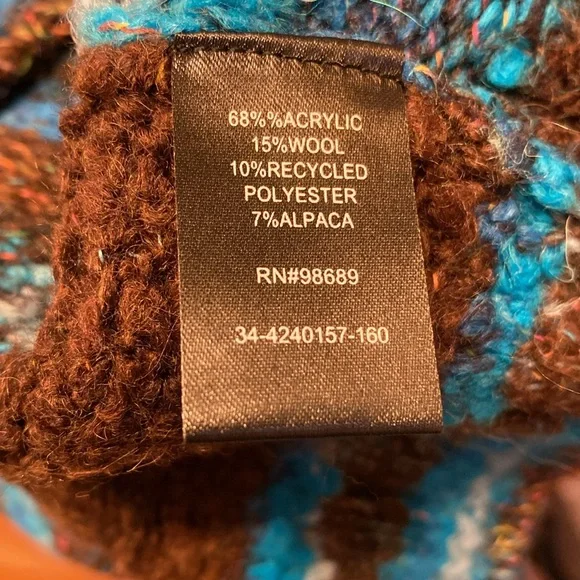 68%%ACRYLIC
15%WOOL
10%RECYCLED
POLYESTER
7%ALPACA
RN#98689
34-4240157-160